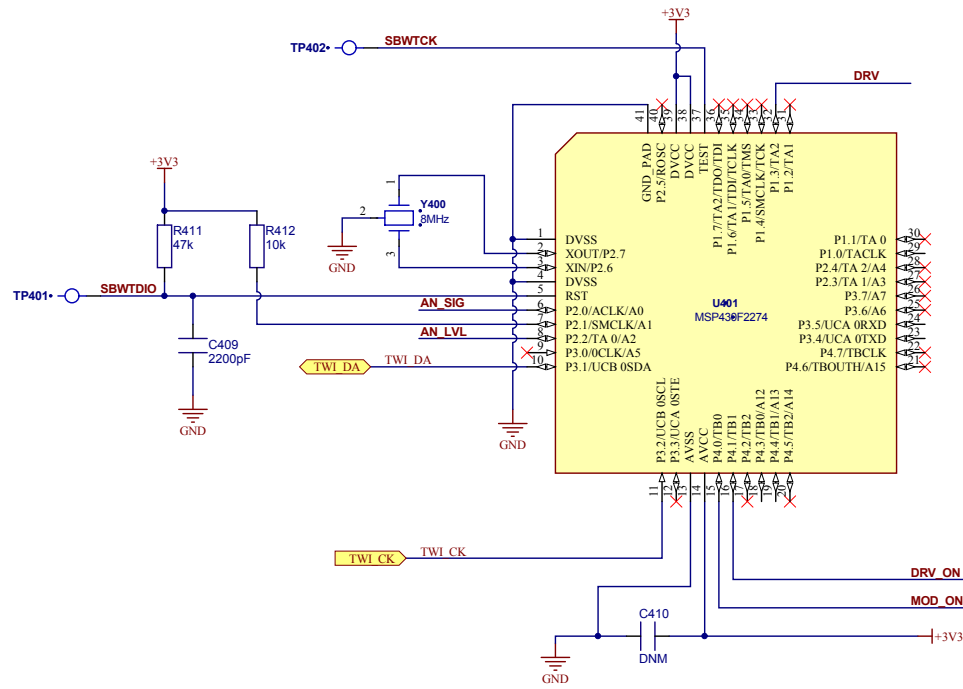 +3V3
TP402
SBWTCK
DRV
41
40
39
38
37
36
35
34
33
32
31
GND_PAD
P2.5/ROSC
DVCC
DVCC
TEST
P1.7/TA2/TDO/TDI
P1.6/TA1/TDI/TCLK
P1.5/TA0/TMS
P1.4/SMCLK/TCK
P1.3/TA2
P1.2/TA1
+3V3
R411
47k
R412
10k
1
2
3
Y400
8MHz
GND
TP401
SBWTDIO
AN_SIG
AN_LVL
C409
2200pF
GND
TWI_DA
TWI_DA
GND
1 DVSS
2 XOUT/P2.7
3 XIN/P2.6
4 DVSS
5 RST
6 P2.0/ACLK/A0
7 P2.1/SMCLK/A1
8 P2.2/TA 0/A2
9 P3.0/0CLK/A5
10 P3.1/UCB 0SDA
U401
MSP430F2274
P1.1/TA 0 30
P1.0/TACLK 29
P2.4/TA 2/A4 28
P2.3/TA 1/A3 27
P3.7/A7 26
P3.6/A6 25
P3.5/UCA 0RXD 24
P3.4/UCA 0TXD 23
P4.7/TBCLK 22
P4.6/TBOUTH/A15 21
P3.2/UCB 0SCL
P3.3/UCA 0STE
AVSS
AVCC
P4.0/TB0
P4.1/TB1
P4.2/TB2
P4.3/TB0/A12
P4.4/TB1/A13
P4.5/TB2/A14
11
12
13
14
15
16
17
18
19
20
TWI_CK
TWI_CK
DRV_ON
MOD_ON
C410
DNM
GND
+3V3